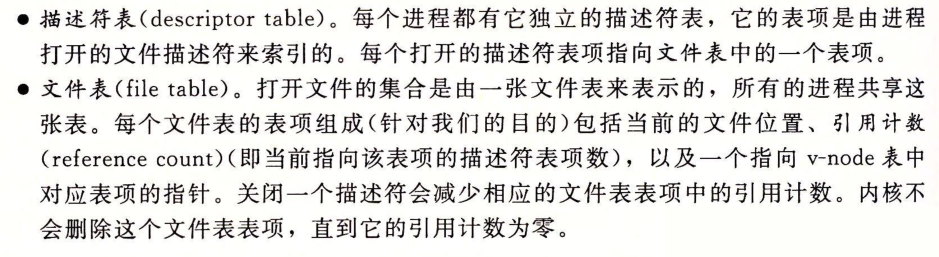 ● 描述符表(descriptor table)。每个进程都有它独立的描述符表，它的表项是由进程
打开的文件描述符来索引的。每个打开的描述符表项指向文件表中的一个表项。
● 文件表(file table)。打开文件的集合是由一张文件表来表示的，所有的进程共享这
张表。每个文件表的表项组成(针对我们的目的)包括当前的文件位置、引用计数
(reference count)(即当前指向该表项的描述符表项数)，以及一个指向 v-node 表中
对应表项的指针。关闭一个描述符会减少相应的文件表表项中的引用计数。内核不
会删除这个文件表表项，直到它的引用计数为零。